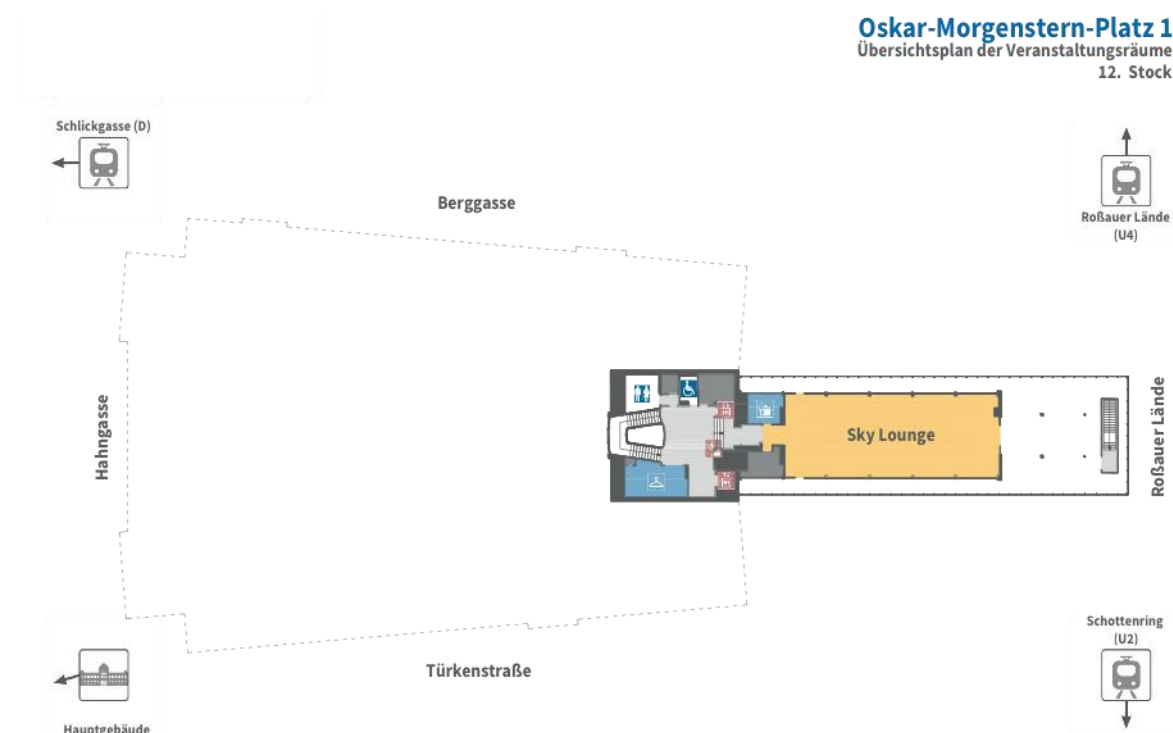 Oskar-Morgenstern-Platz 1
Übersichtsplan der Veranstaltungsräume
12. Stock
Schlickgasse (D)
Roßauer Lände
(U4)
Berggasse
Hahngasse
Sky Lounge
Roßauer Lände
Türkenstraße
Schottenring
(U2)
Hauptgebäude